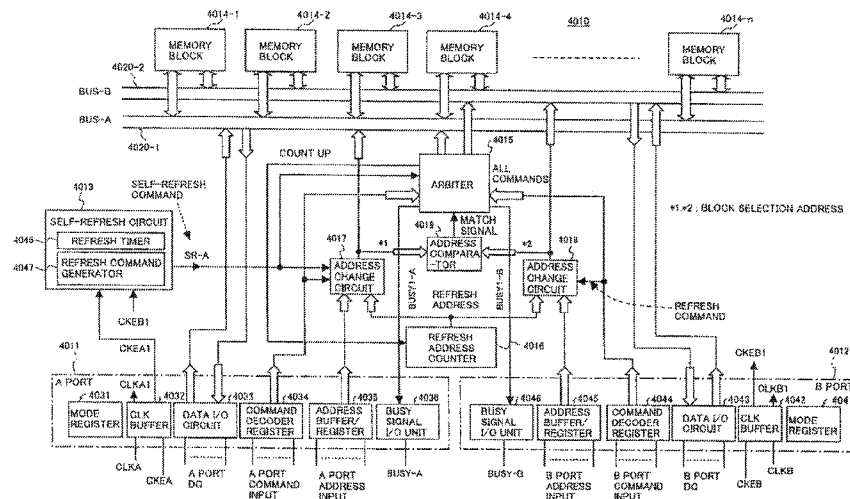 4014-1
4014-2
4014-3
4014-4
4010
4014-n
MEMORY BLOCK
MEMORY BLOCK
MEMORY BLOCK
MEMORY BLOCK
MEMORY BLOCK
4020-2
BUS-B
BUS-A
4020-1
4015
COUNT UP
ARBITER
ALL COMMANDS
4013
SELF-REFRESH COMMAND
SELF-REFRESH CIRCUIT
REFRESH TIMER
REFRESH COMMAND GENERATOR
4047
SR-A
4017
ADDRESS CHANGE CIRCUIT
*1
4019
MATCH SIGNAL
ADDRESS COMPARA-TOR
*2
4018
ADDRESS CHANGE CIRCUIT
*1,*2 : BLOCK SELECTION ADDRESS
BUSY1-A
BUSY1-B
REFRESH ADDRESS
REFRESH COMMAND
REFRESH ADDRESS COUNTER
4016
CKEB1
CKEA1
4011
A PORT
CLKA1
4031
MODE REGISTER
4032
CLK BUFFER
4033
DATA I/O CIRCUIT
4034
COMMAND DECODER REGISTER
4035
ADDRESS BUFFER/ REGISTER
4036
BUSY SIGNAL I/O UNIT
4046
BUSY SIGNAL I/O UNIT
4045
ADDRESS BUFFER/ REGISTER
4044
COMMAND DECODER REGISTER
4043
DATA I/O CIRCUIT
4042
CLK BUFFER
MODE REGISTER
CKEB1
CLKB1
4012
B PORT
CLKA
CKEA
A PORT DQ
A PORT COMMAND INPUT
A PORT ADDRESS INPUT
BUSY-A
BUSY-B
B PORT ADDRESS INPUT
B PORT COMMAND INPUT
B PORT DQ
CKEB
CLKB